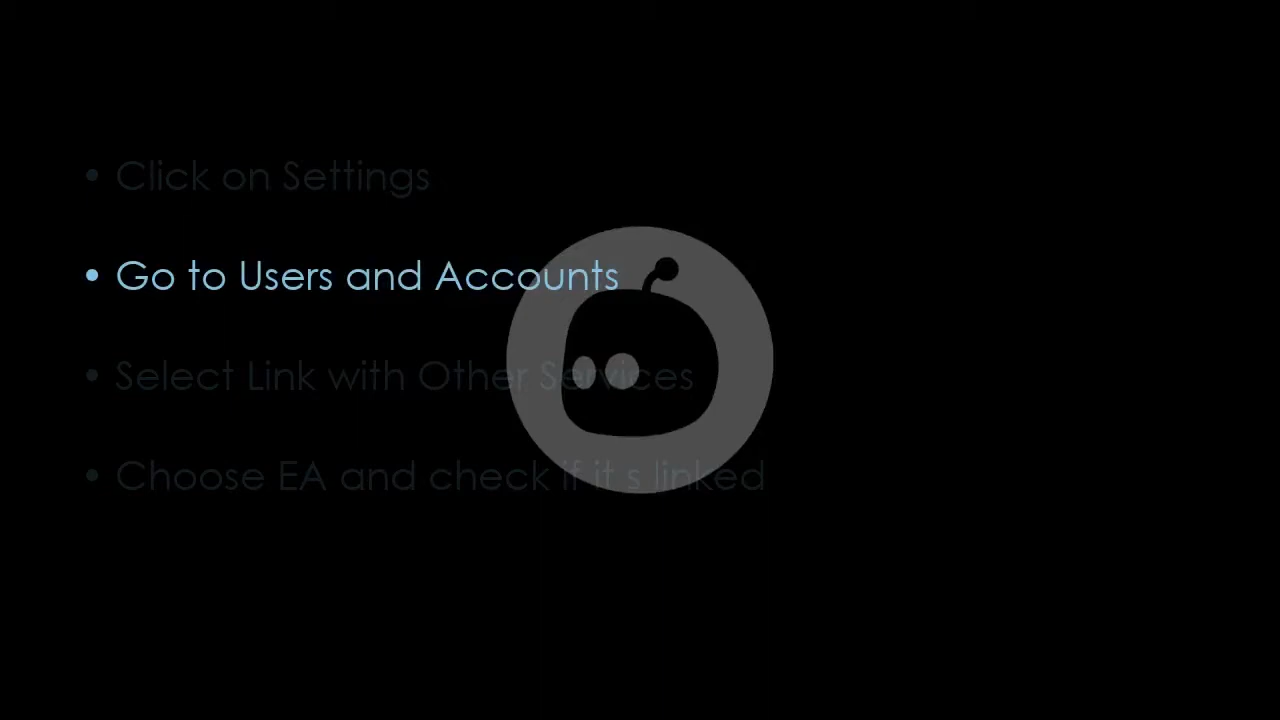 • Click on Settings
• Go to Users and Accounts
• Select Link with Other Services
• Choose EA and check if it s linked